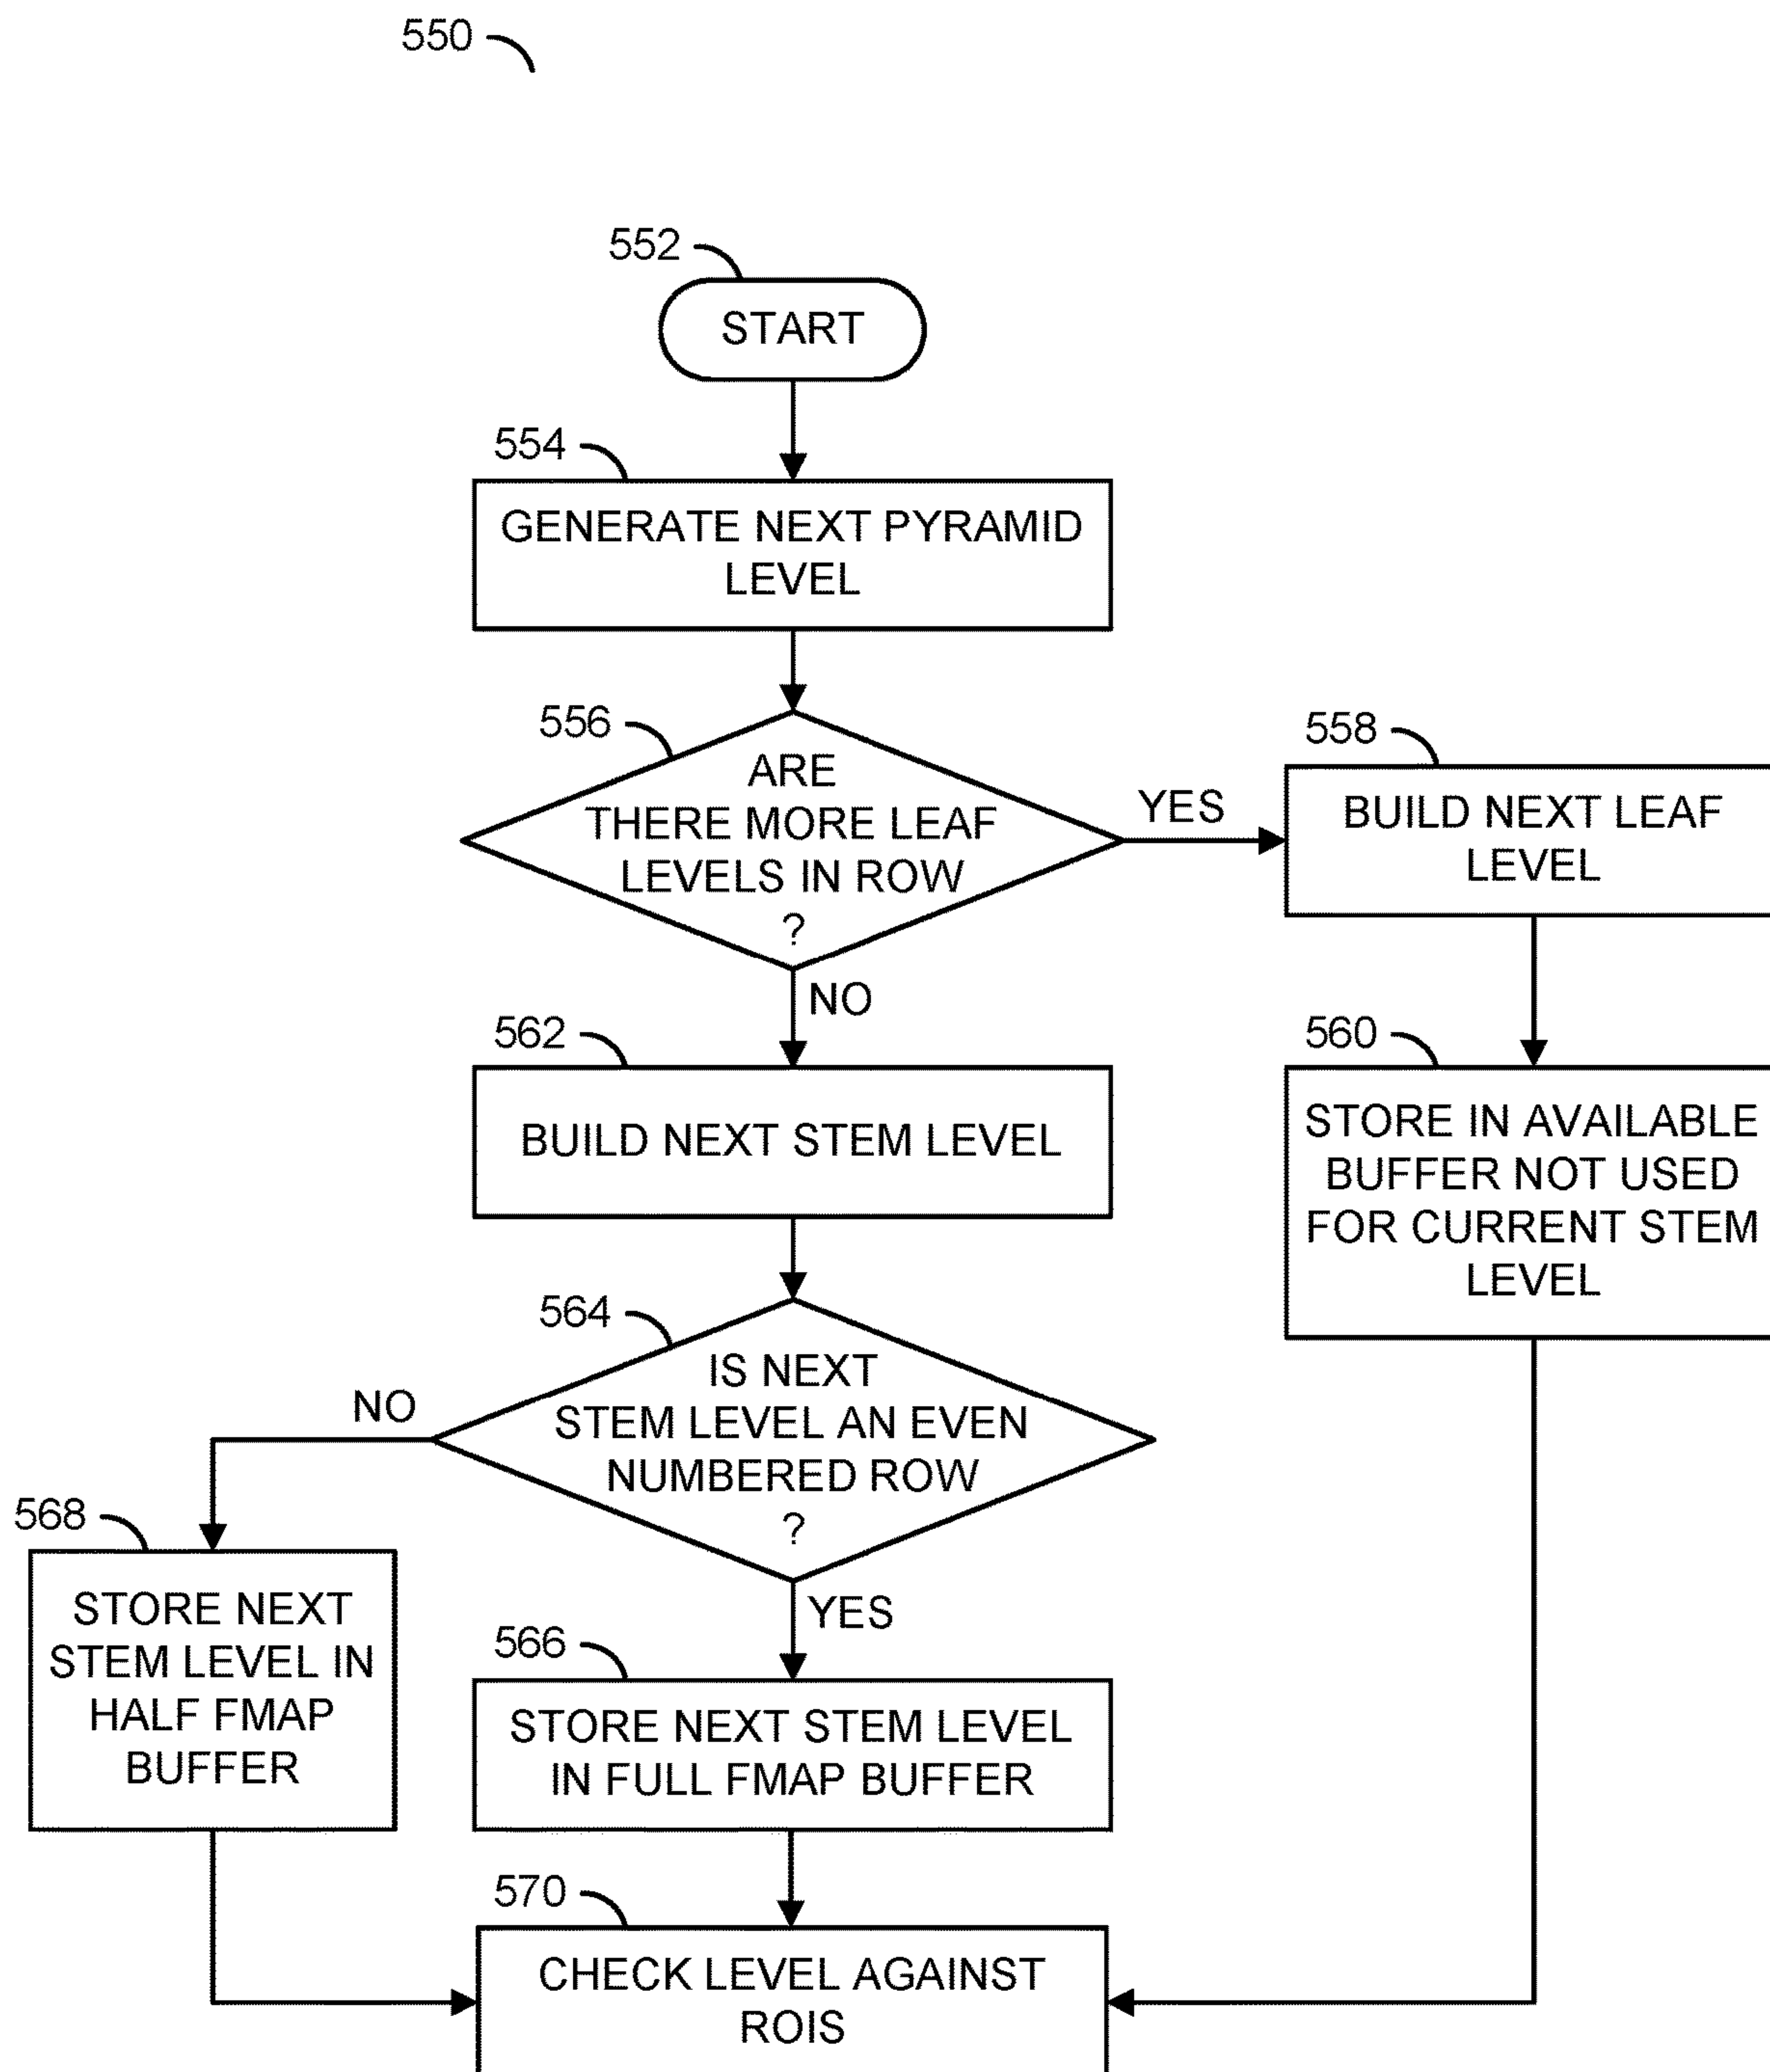 550
552
START
554
GENERATE NEXT PYRAMID
LEVEL
556
ARE
THERE MORE LEAF
LEVELS IN ROW
?
YES
NO
558
BUILD NEXT LEAF
LEVEL
560
STORE IN AVAILABLE
BUFFER NOT USED
FOR CURRENT STEM
LEVEL
562
BUILD NEXT STEM LEVEL
564
IS NEXT
STEM LEVEL AN EVEN
NUMBERED ROW
?
NO
YES
568
STORE NEXT
STEM LEVEL IN
HALF FMAP
BUFFER
566
STORE NEXT STEM LEVEL
IN FULL FMAP BUFFER
570
CHECK LEVEL AGAINST
ROIS